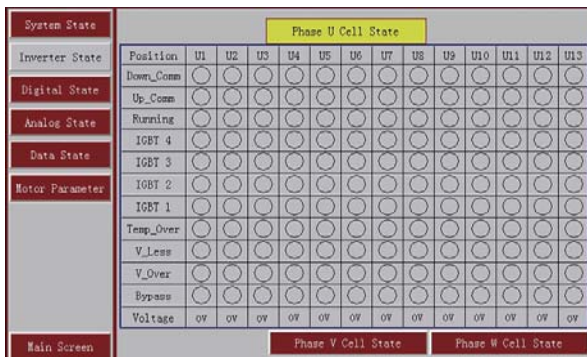 System State
Inverter State
Digital State
Analog State
Data State
Motor Parameter
Main Screen
Phase U Cell State
Position U1 U2 U3 U4 U5 U6 U7 U8 U9 U10 U11 U12 U13
Down_Comm
Up_Comm
Running
IGBT 4
IGBT 3
IGBT 2
IGBT 1
Temp_Over
V_Less
V_Over
Bypass
Voltage 0V 0V 0V 0V 0V 0V 0V 0V 0V 0V 0V 0V 0V
Phase V Cell State Phase W Cell State